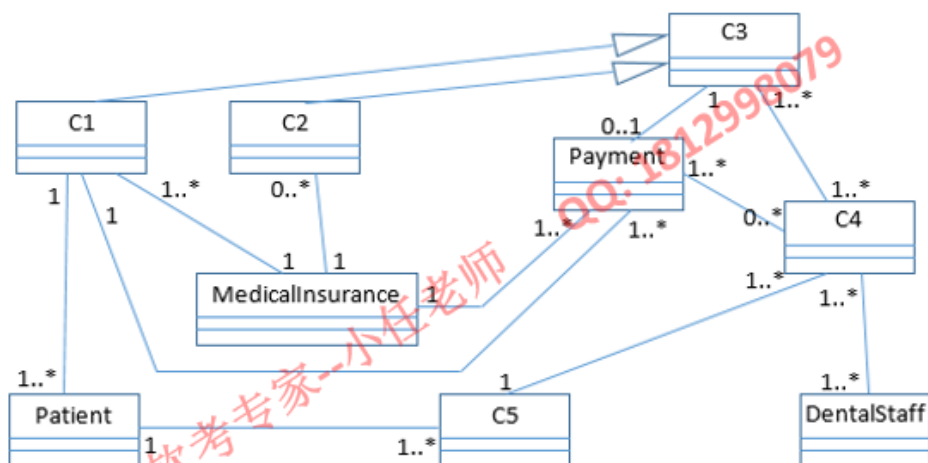 C3
C1
C2
1
1..*
0..1
Payment
1
1..*
0..*
1..*
1..*
1
0..*
C4
1
1
1..*
1..*
MedicalInsurance
1
1..*
1..*
1..*
1
1..*
Patient
C5
DentalStaff
1
1..*
软考专家--小任老师 QQ: 1812998079